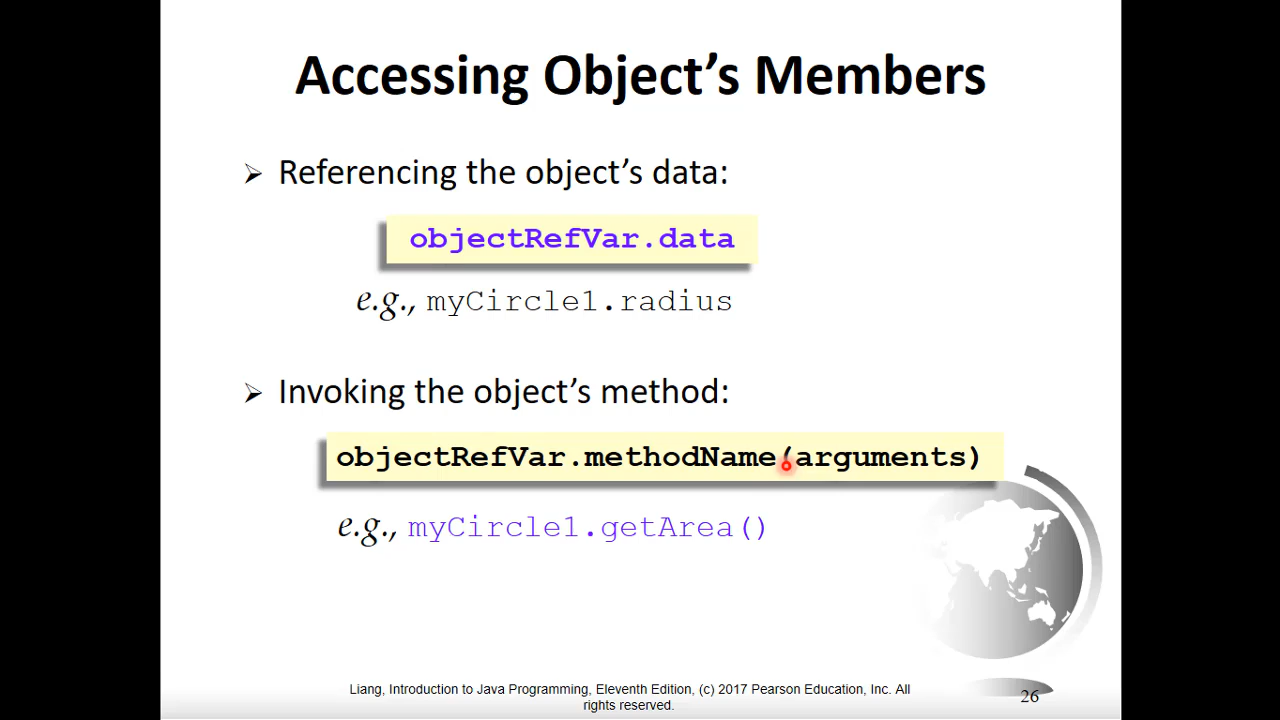 Accessing Object’s Members
➢ Referencing the object’s data:
objectRefVar.data
e.g., myCircle1.radius
➢ Invoking the object’s method:
objectRefVar.methodName(arguments)
e.g., myCircle1.getArea()
Liang, Introduction to Java Programming, Eleventh Edition, (c) 2017 Pearson Education, Inc. All
rights reserved.
26